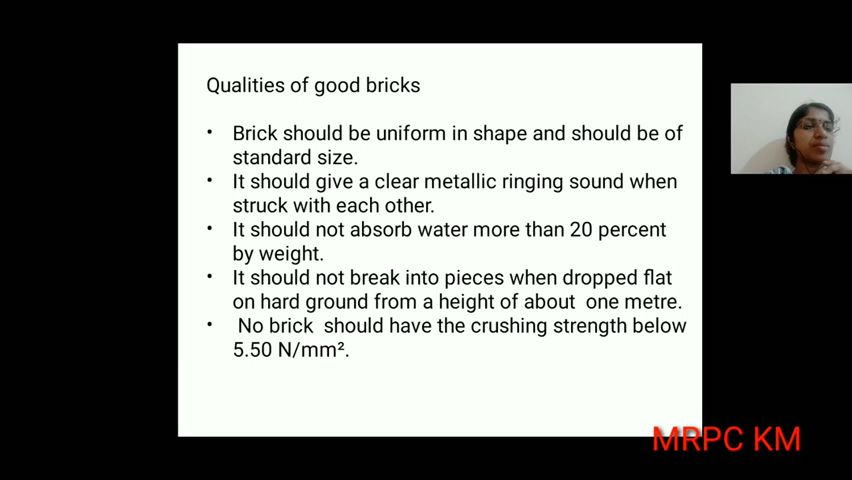 Qualities of good bricks
• Brick should be uniform in shape and should be of
standard size.
• It should give a clear metallic ringing sound when
struck with each other.
• It should not absorb water more than 20 percent
by weight.
• It should not break into pieces when dropped flat
on hard ground from a height of about one metre.
• No brick should have the crushing strength below
5.50 N/mm².
MRPC KM